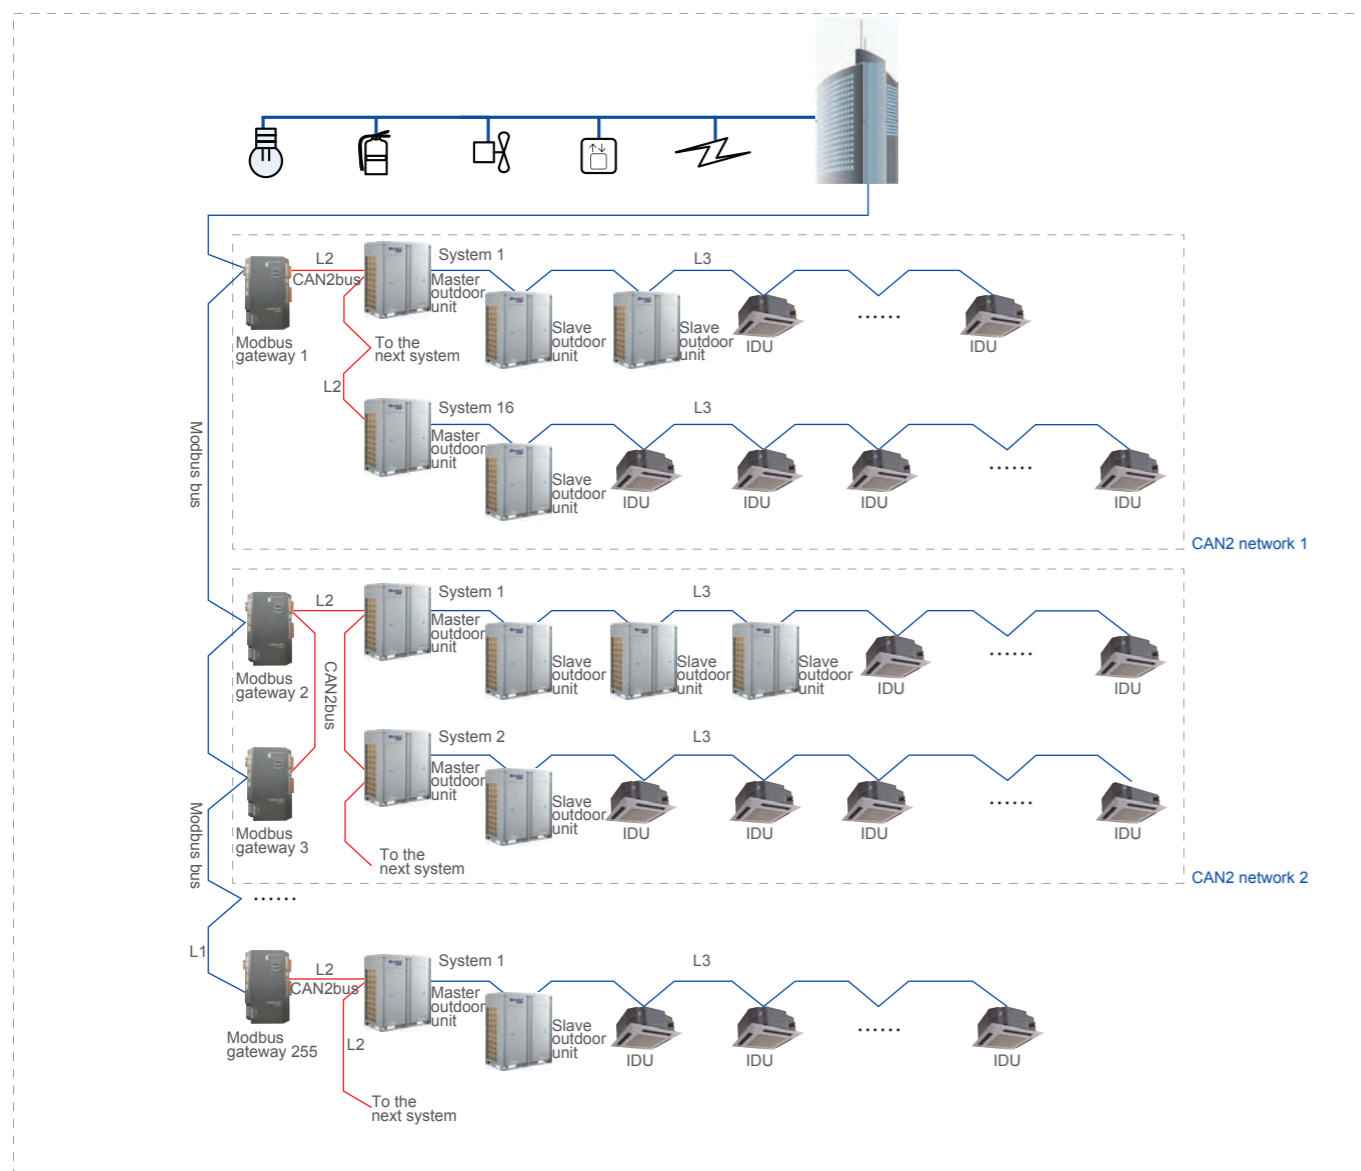 L2
CAN2bus
System 1
L3
Master
outdoor
unit
Slave
outdoor
unit
Slave
outdoor
unit
IDU
......
IDU
Modbus
gateway 1
To the
next system
L2
System 16
L3
Master
outdoor
unit
Slave
outdoor
unit
IDU
IDU
IDU
......
IDU
Modbus bus
CAN2 network 1
L2
System 1
L3
Master
outdoor
unit
Slave
outdoor
unit
Slave
outdoor
unit
Slave
outdoor
unit
IDU
......
IDU
Modbus
gateway 2
CAN2bus
System 2
L3
Master
outdoor
unit
Slave
outdoor
unit
IDU
IDU
IDU
......
IDU
Modbus
gateway 3
Modbus bus
To the
next system
CAN2 network 2
......
L1
L2
CAN2bus
System 1
L3
Master
outdoor
unit
Slave
outdoor
unit
IDU
IDU
......
IDU
Modbus
gateway 255
L2
To the
next system